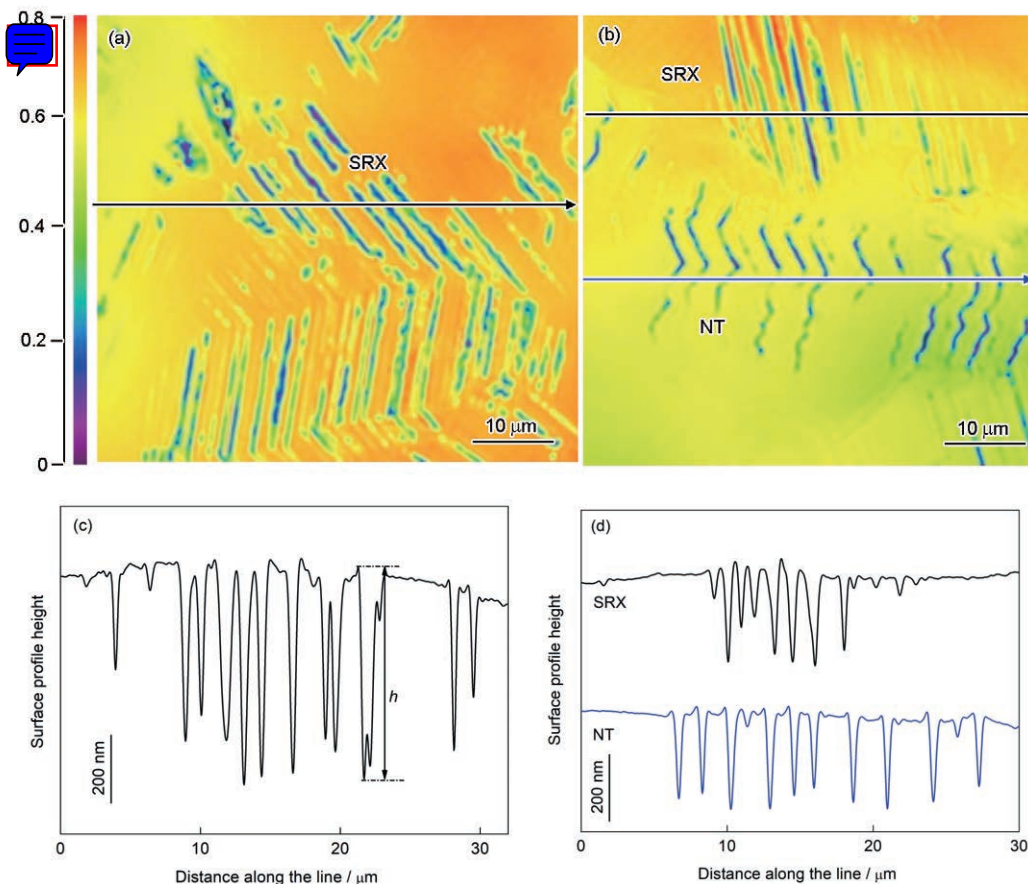 0.8
0.6
0.4
0.2
0
(a)
SRX
10 μm
(b)
SRX
NT
10 μm
(c)
Surface profile height
200 nm
h
0 10 20 30
Distance along the line / μm
(d)
Surface profile height
SRX
NT
200 nm
0 10 20 30
Distance along the line / μm